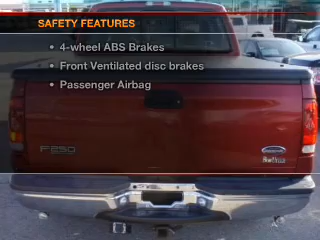 SAFETY FEATURES
• 4-wheel ABS Brakes
• Front Ventilated disc brakes
• Passenger Airbag
F250